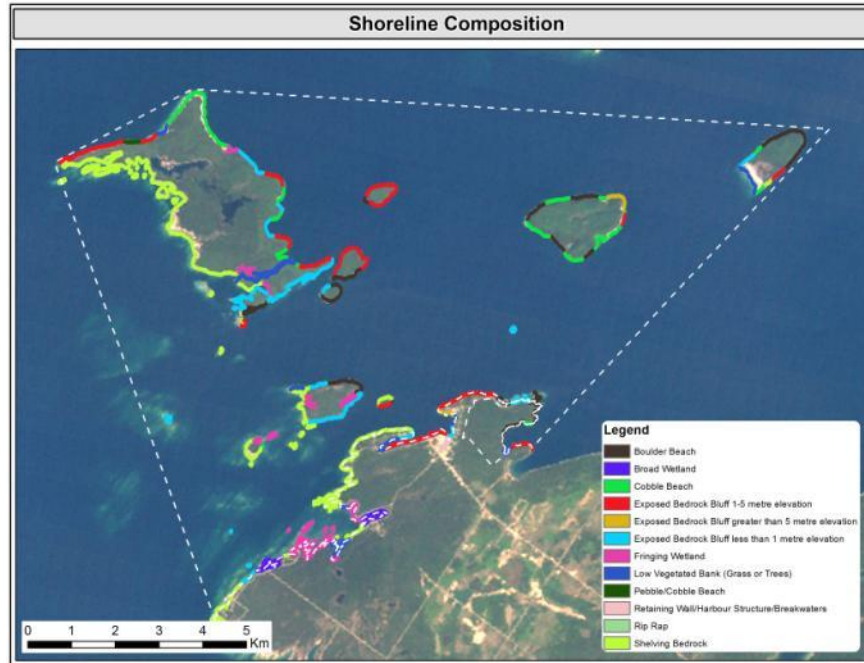 Shoreline Composition
Legend
Boulder Beach
Broad Wetland
Cobble Beach
Exposed Bedrock Bluff 1-5 metre elevation
Exposed Bedrock Bluff greater than 5 metre elevation
Exposed Bedrock Bluff less than 1 metre elevation
Fringing Wetland
Low Vegetated Bank (Grass or Trees)
Pebble/Cobble Beach
Retaining Wall/Harbour Structure/Breakwaters
Rip Rap
Shelving Bedrock
0 1 2 3 4 5
Km